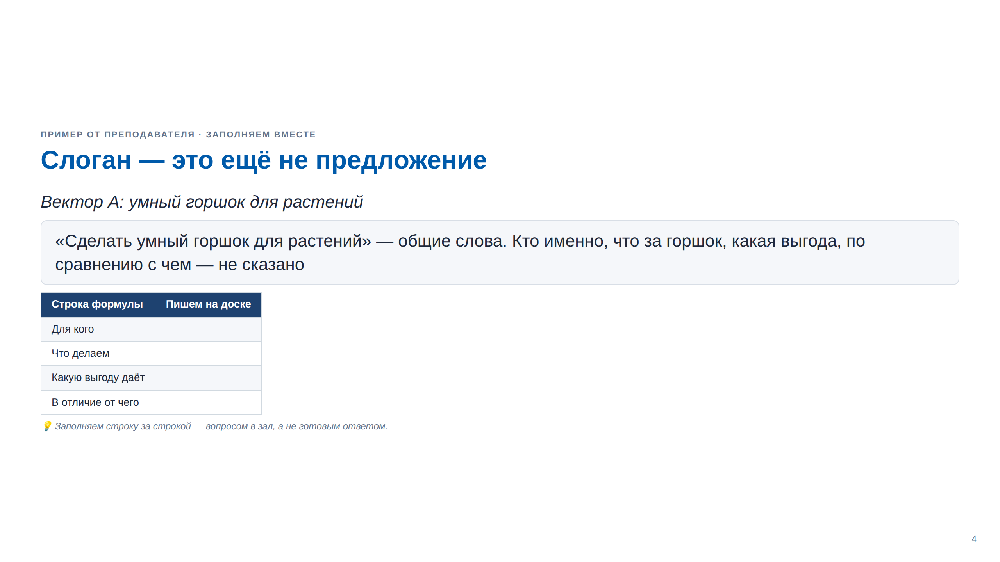 ПРИМЕР ОТ ПРЕПОДАВАТЕЛЯ · ЗАПОЛНЯЕМ ВМЕСТЕ
Слоган — это ещё не предложение
Вектор А: умный горшок для растений
«Сделать умный горшок для растений» — общие слова. Кто именно, что за горшок, какая выгода, по
сравнению с чем — не сказано
Строка формулы Пишем на доске
Для кого
Что делаем
Какую выгоду даёт
В отличие от чего
💡 Заполняем строку за строкой — вопросом в зал, а не готовым ответом.
4